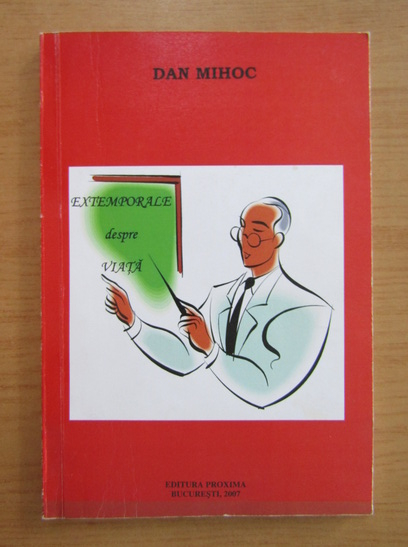 DAN MIHOC
EXTEMPORALE
despre
VIAȚĂ
EDITURA PROXIMA
BUCUREȘTI, 2007